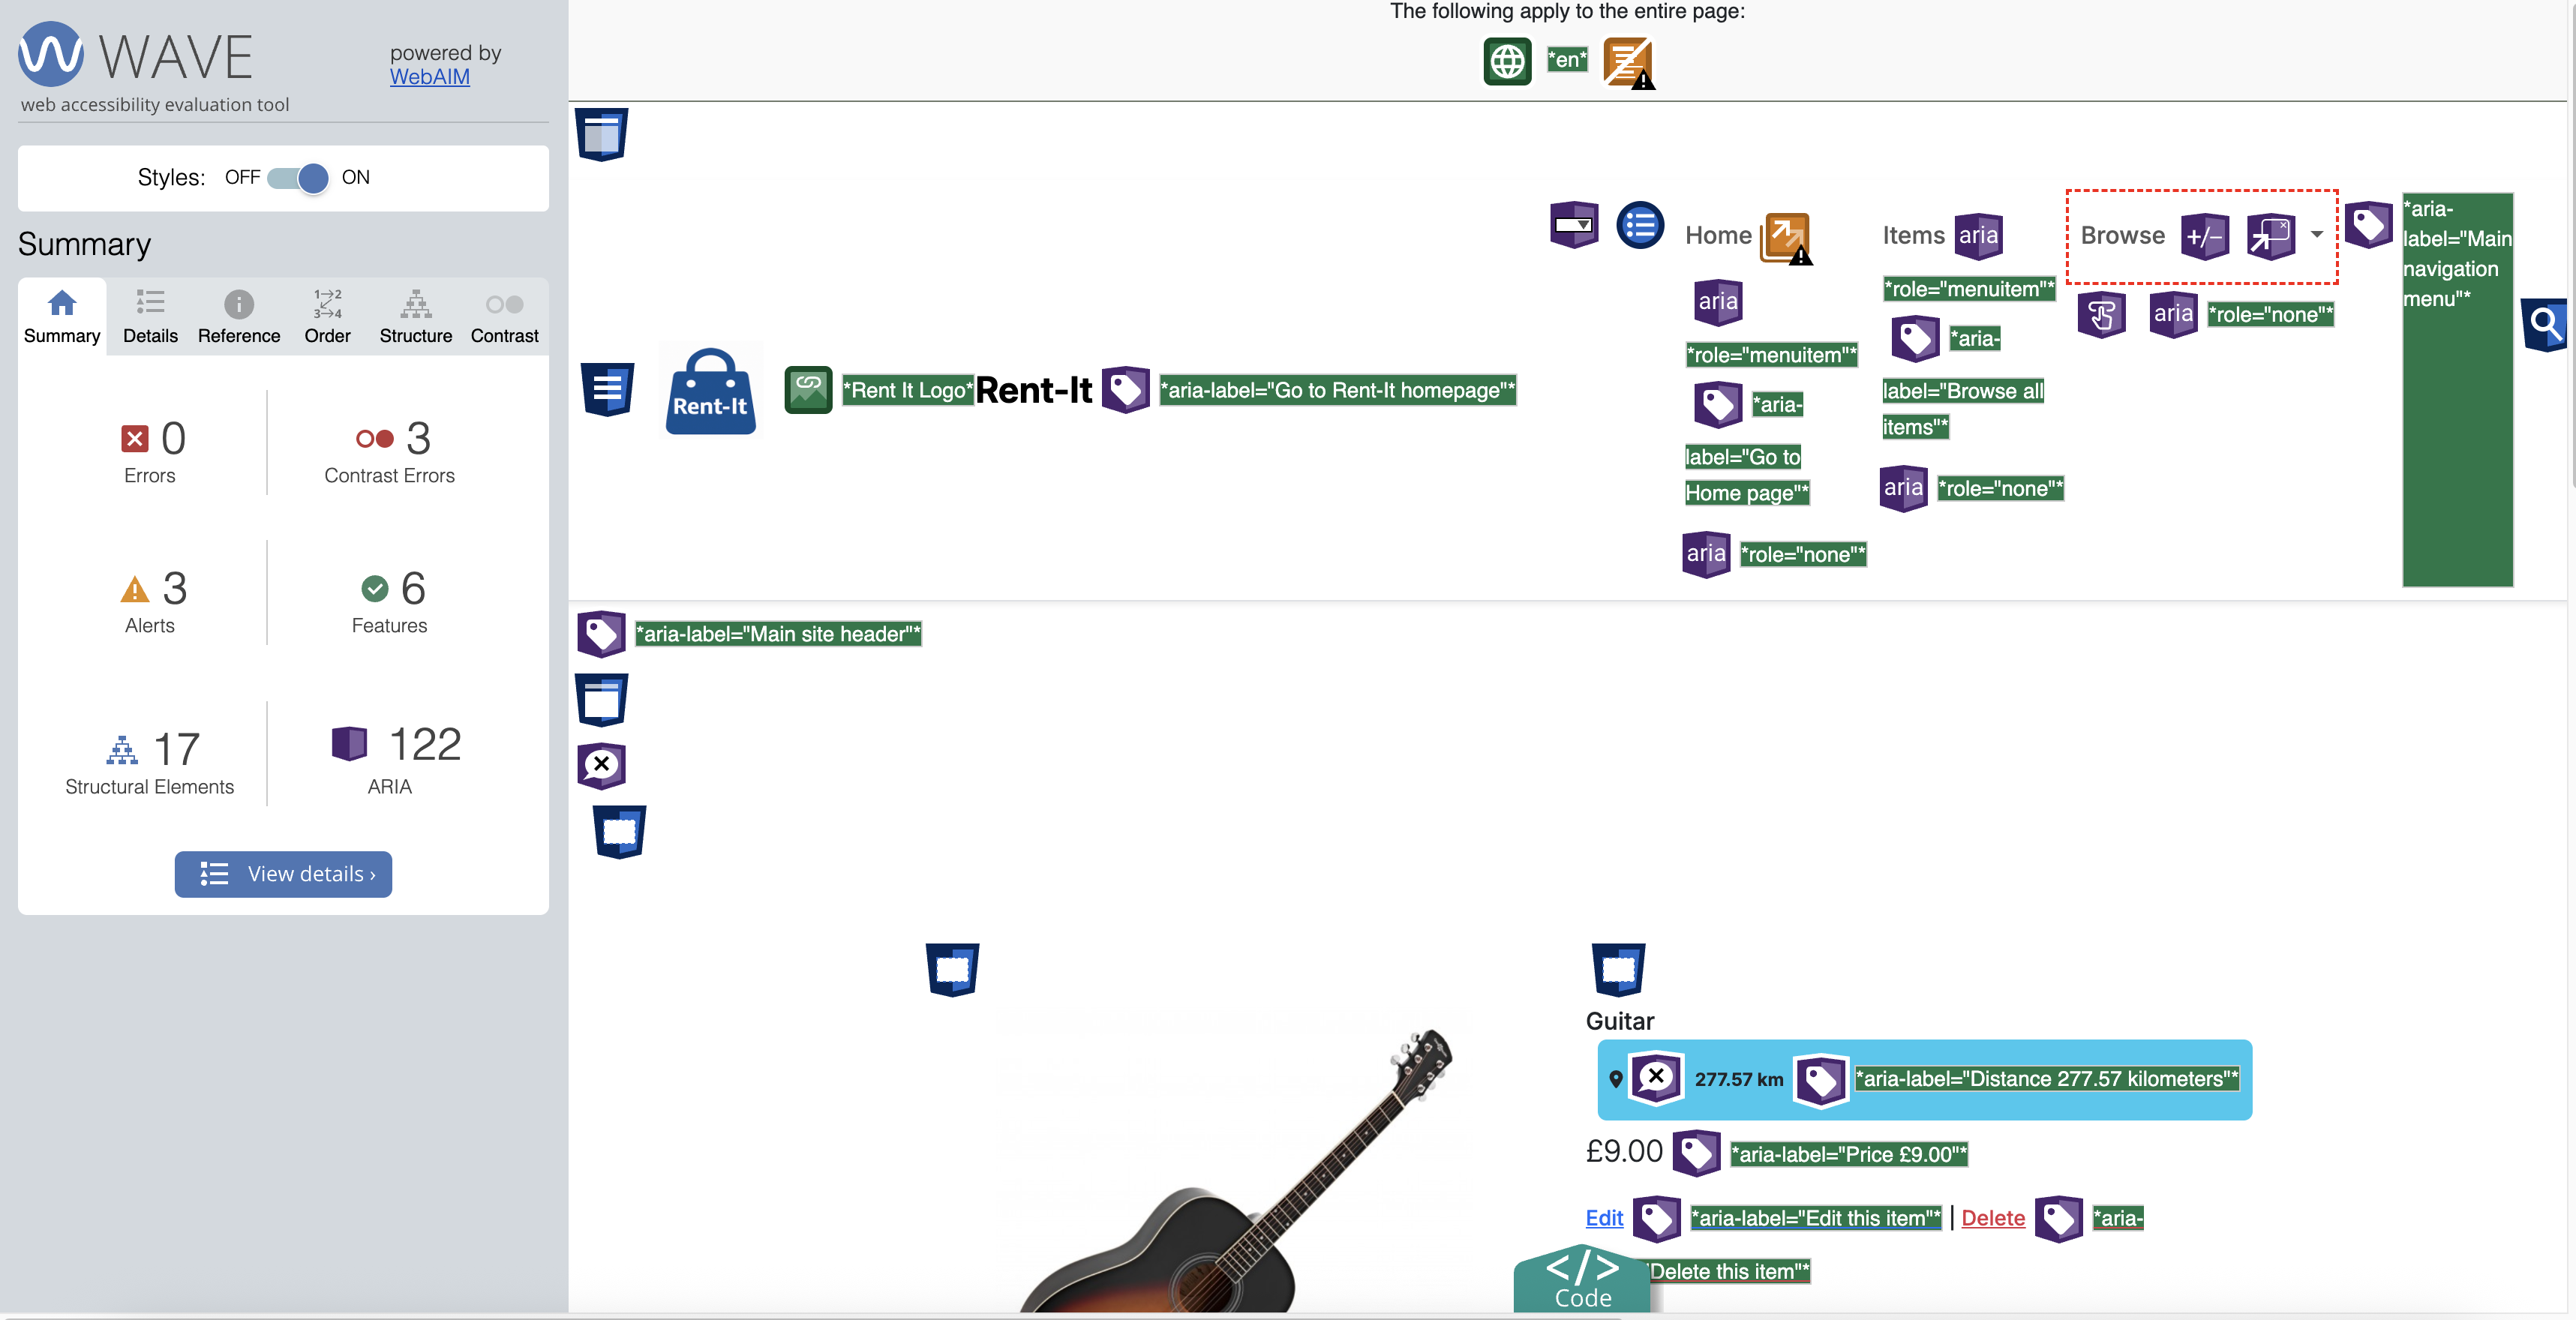 WAVE
powered by
WebAIM
web accessibility evaluation tool
Styles: OFF ON
Summary
Summary Details Reference Order Structure Contrast
1 2
3 4
0
Errors
3
Contrast Errors
3
Alerts
6
Features
17
Structural Elements
122
ARIA
View details ›
The following apply to the entire page:
*en*
Rent-It
*Rent It Logo*
Rent-It
*aria-label="Go to Rent-It homepage"*
Home
aria
*role="menuitem"*
*aria-
label="Go to
Home page"*
aria *role="none"*
Items aria
*role="menuitem"*
*aria-
label="Browse all
items"*
aria *role="none"*
Browse +/−
aria *role="none"*
*aria-
label="Main
navigation
menu"*
*aria-label="Main site header"*
Guitar
277.57 km *aria-label="Distance 277.57 kilometers"*
£9.00 *aria-label="Price £9.00"*
Edit *aria-label="Edit this item"* | Delete *aria-
"Delete this item"*
</>
Code